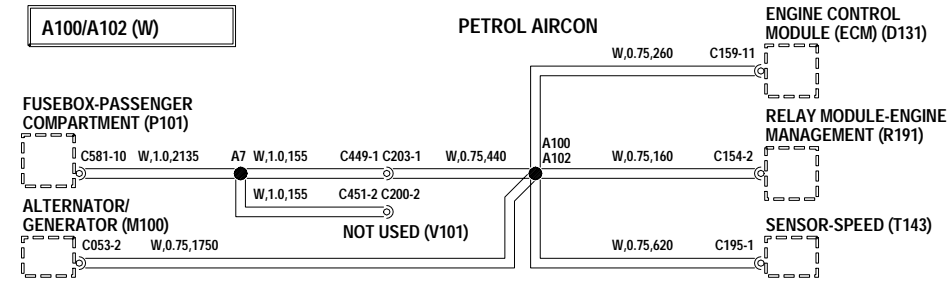 A100/A102 (W)
PETROL AIRCON
ENGINE CONTROL
MODULE (ECM) (D131)
W,0.75,260 C159-11
FUSEBOX-PASSENGER
COMPARTMENT (P101)
RELAY MODULE-ENGINE
MANAGEMENT (R191)
C581-10 W,1.0,2135 A7 W,1.0,155 C449-1 C203-1 W,0.75,440 A100
A102 W,0.75,160 C154-2
W,1.0,155 C451-2 C200-2
NOT USED (V101)
ALTERNATOR/
GENERATOR (M100)
SENSOR-SPEED (T143)
C053-2 W,0.75,1750
W,0.75,620 C195-1